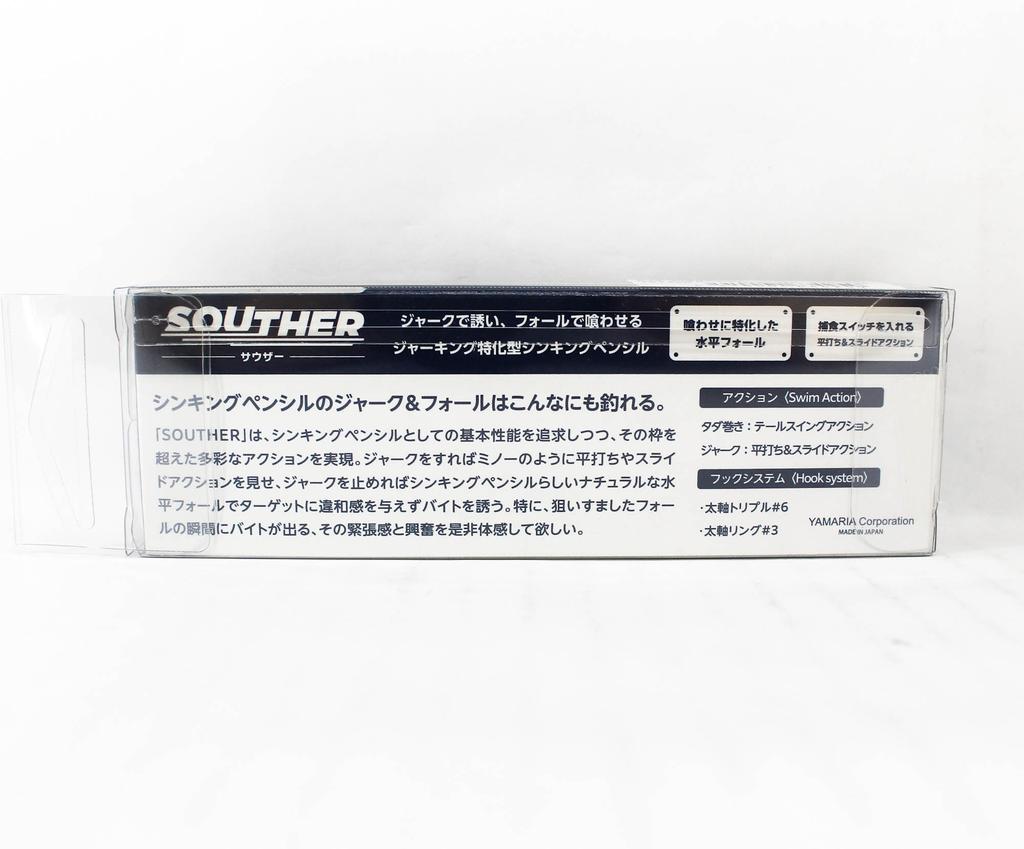 SOUTHER
サウザー
ジャークで誘い、フォールで喰わせる
ジャーキング特化型シンキングペンシル
喰わせに特化した
水平フォール
捕食スイッチを入れる
平打ち&スライドアクション
シンキングペンシルのジャーク&フォールはこんなにも釣れる。
「SOUTHER」は、シンキングペンシルとしての基本性能を追求しつつ、その枠を
超えた多彩なアクションを実現。ジャークをすればミノーのように平打ちやスライ
ドアクションを見せ、ジャークを止めればシンキングペンシルらしいナチュラルな水
平フォールでターゲットに違和感を与えずバイトを誘う。特に、狙いすましたフォー
ルの瞬間にバイトが出る、その緊張感と興奮を是非体感して欲しい。
アクション〈Swim Action〉
タダ巻き：テールスイングアクション
ジャーク：平打ち&スライドアクション
フックシステム〈Hook system〉
・太軸トリプル#6
・太軸リング#3
YAMARIA Corporation
MADE IN JAPAN